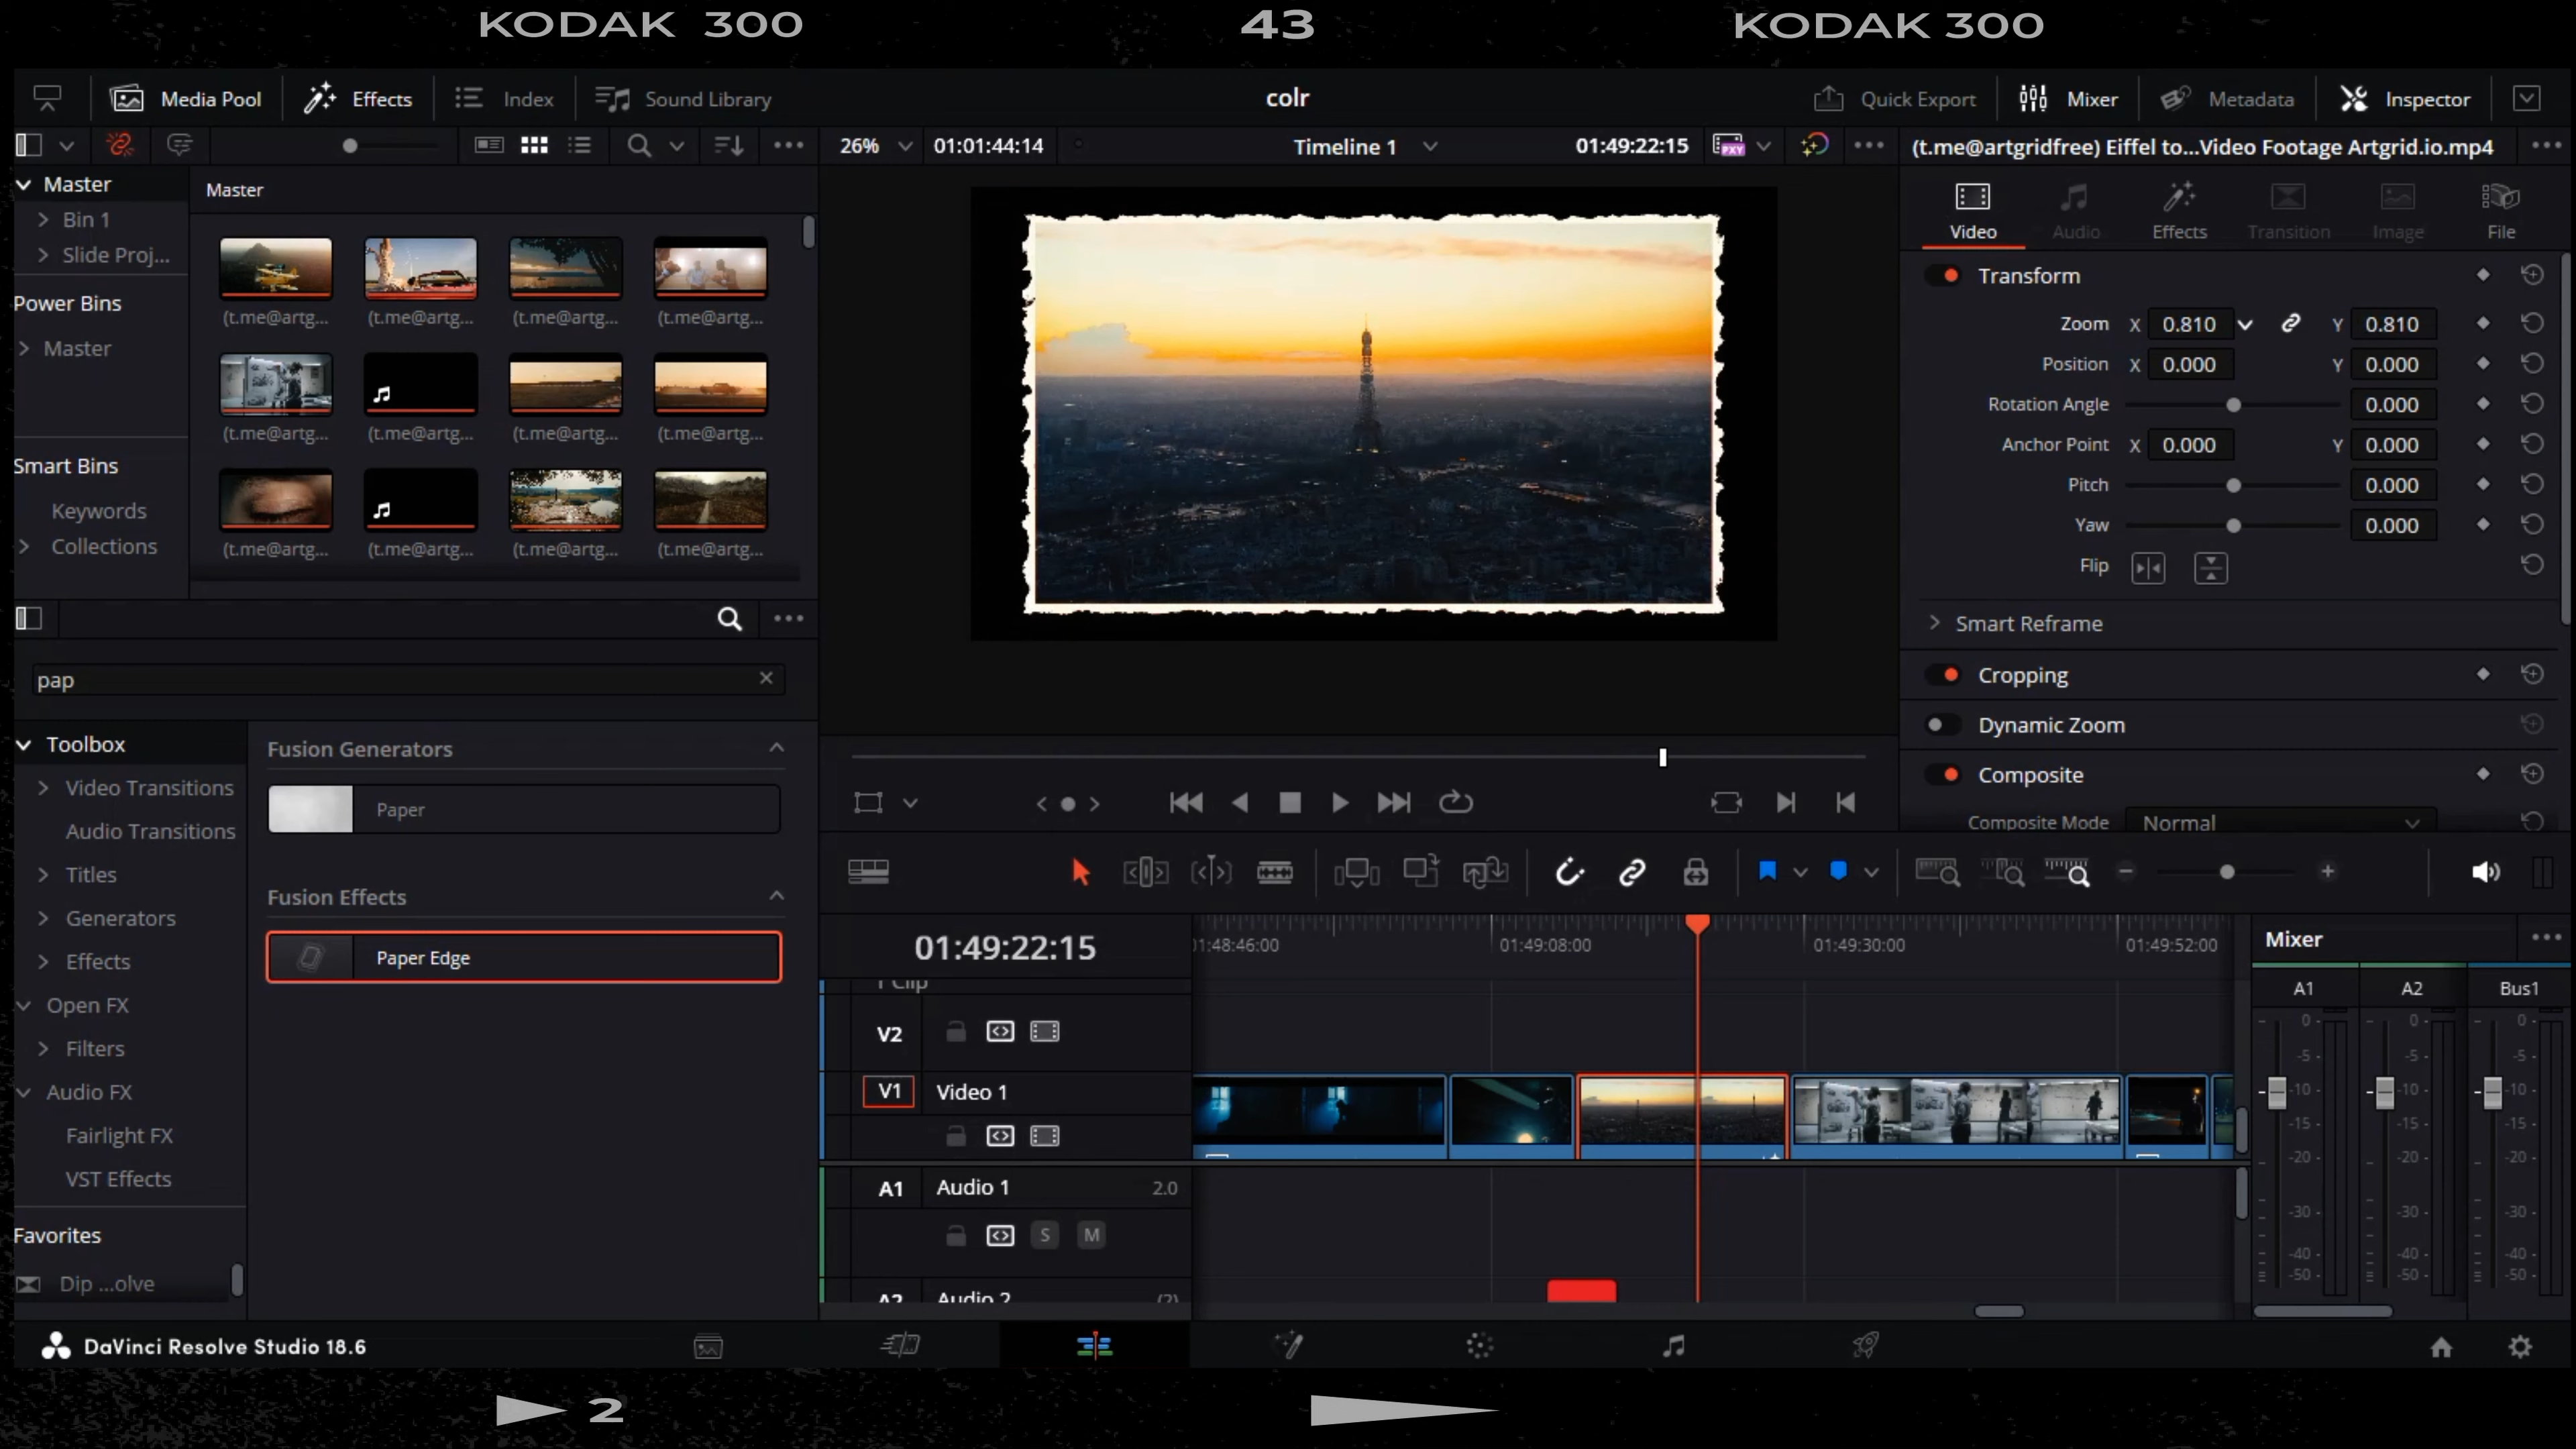 KODAK 300
43
KODAK 300
Media Pool
Effects
Index
Sound Library
colr
Quick Export
Mixer
Metadata
Inspector
26%
01:01:44:14
Timeline 1
01:49:22:15
PXY
(t.me@artgridfree) Eiffel to...Video Footage Artgrid.io.mp4
Master
Bin 1
Slide Proj...
Power Bins
Master
Smart Bins
Keywords
Collections
Master
(t.me@artg...
(t.me@artg...
(t.me@artg...
(t.me@artg...
(t.me@artg...
(t.me@artg...
(t.me@artg...
(t.me@artg...
(t.me@artg...
(t.me@artg...
(t.me@artg...
(t.me@artg...
Video
Audio
Effects
Transition
Image
File
Transform
Zoom X 0.810 Y 0.810
Position X 0.000 Y 0.000
Rotation Angle 0.000
Anchor Point X 0.000 Y 0.000
Pitch 0.000
Yaw 0.000
Flip
Smart Reframe
Cropping
Dynamic Zoom
Composite
Composite Mode Normal
pap
Toolbox
Video Transitions
Audio Transitions
Titles
Generators
Effects
Open FX
Filters
Audio FX
Fairlight FX
VST Effects
Favorites
Dip ...olve
Fusion Generators
Paper
Fusion Effects
Paper Edge
01:49:22:15
1:48:46:00
01:49:08:00
01:49:30:00
01:49:52:00
1 Clip
V2
V1 Video 1
A1 Audio 1 2.0
S M
A2 Audio 2 (2)
Mixer
A1 A2 Bus1
0 0 0
-5 -5 -5
-10 -10 -10
-15 -15 -15
-20 -20 -20
-30 -30 -30
-40 -40 -40
-50 -50 -50
DaVinci Resolve Studio 18.6
2